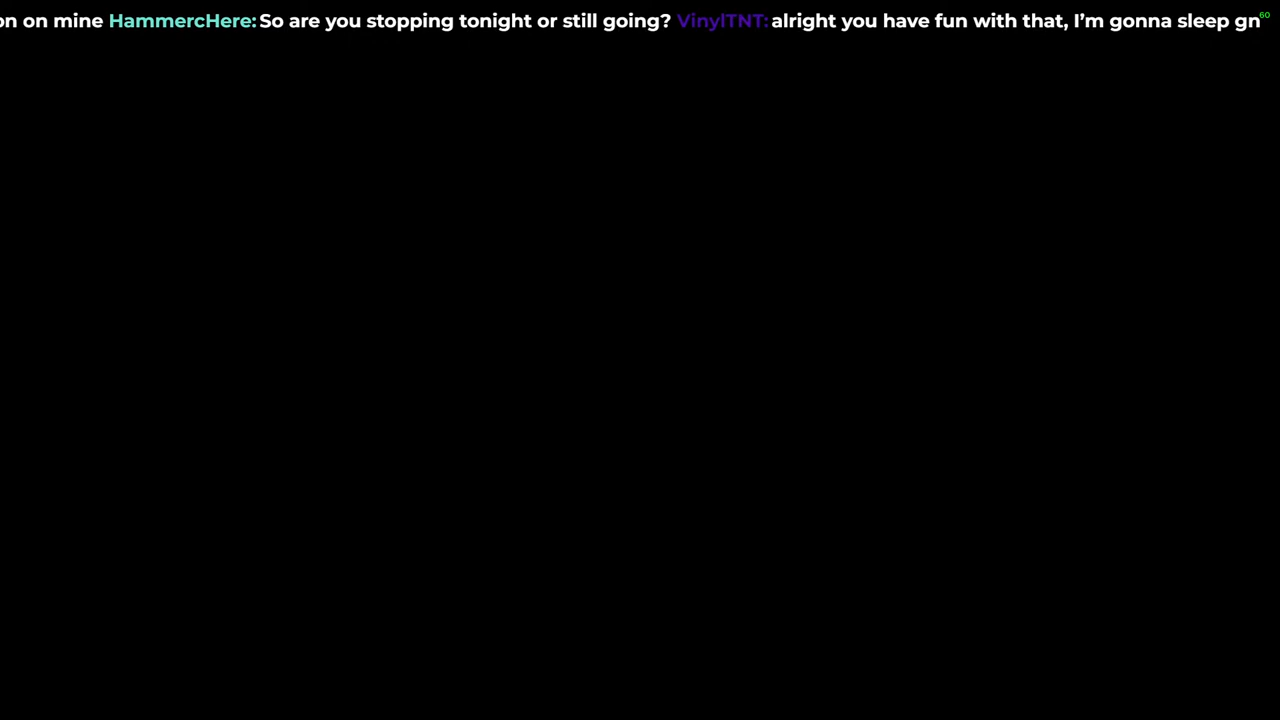 on on mine HammercHere: So are you stopping tonight or still going? VinylTNT: alright you have fun with that, I’m gonna sleep gn
60